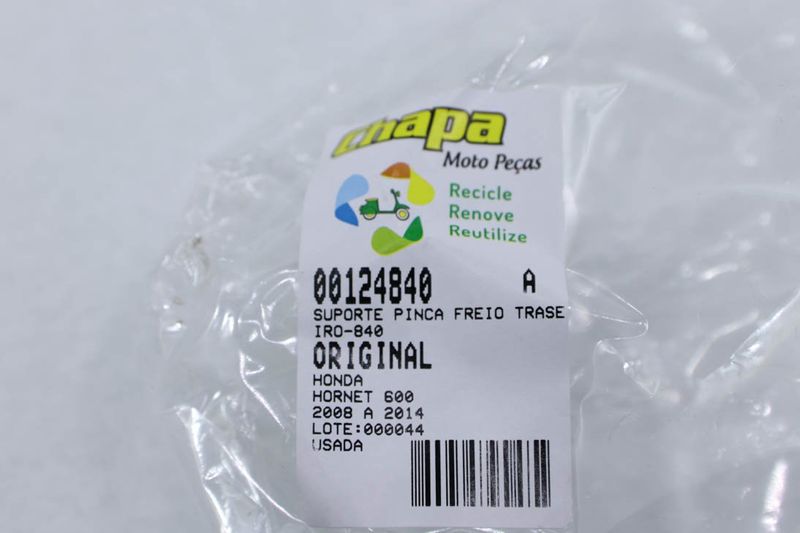 Chapa
Moto Peças
Recicle
Renove
Reutilize
00124840 A
SUPORTE PINCA FREIO TRASE
IRO-840
ORIGINAL
HONDA
HORNET 600
2008 A 2014
LOTE:000044
USADA